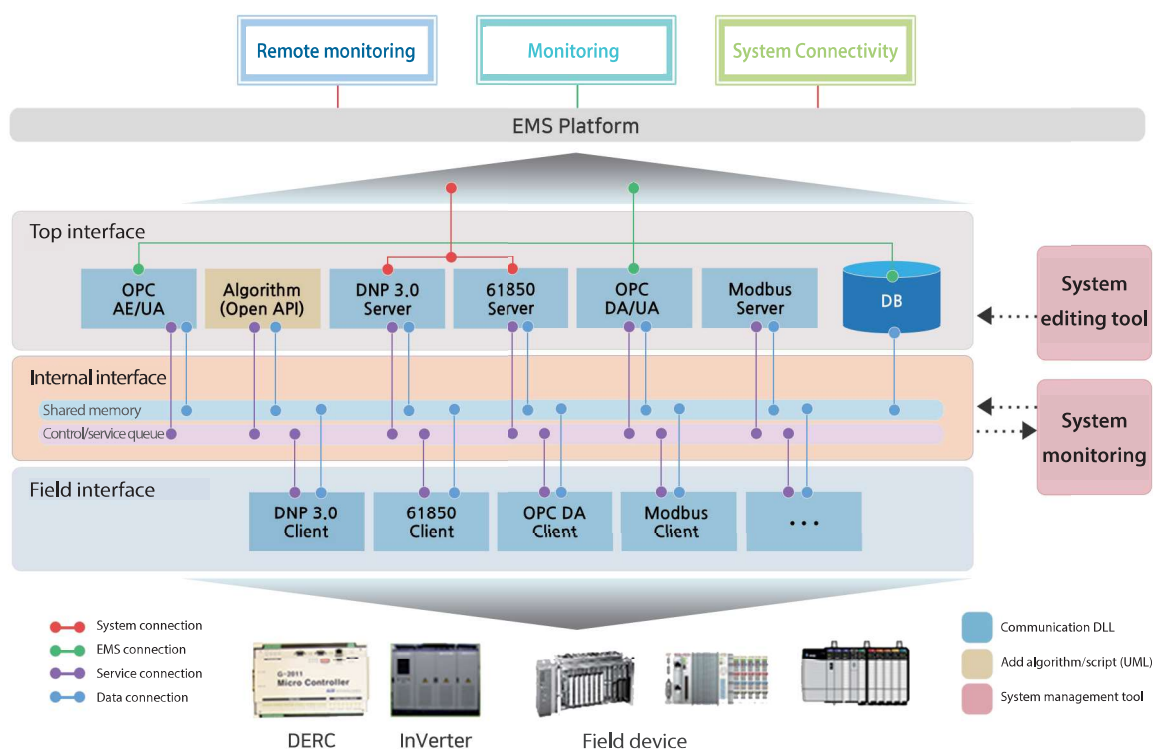 Remote monitoring
Monitoring
System Connectivity
EMS Platform
Top interface
OPC
AE/UA
Algorithm
(Open API)
DNP 3.0
Server
61850
Server
OPC
DA/UA
Modbus
Server
DB
System
editing tool
Internal interface
Shared memory
Control/service queue
System
monitoring
Field interface
DNP 3.0
Client
61850
Client
OPC DA
Client
Modbus
Client
...
System connection
EMS connection
Service connection
Data connection
G-2011
Micro Controller
DERC
InVerter
Field device
Communication DLL
Add algorithm/script (UML)
System management tool